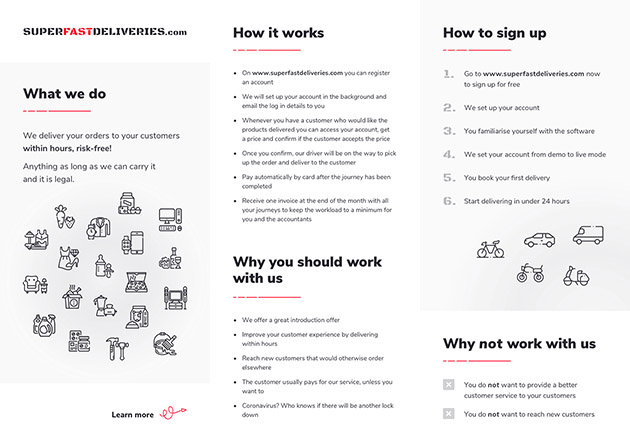 SUPERFASTDELIVERIES.com
What we do
We deliver your orders to your customers
within hours, risk-free!
Anything as long as we can carry it
and it is legal.
Learn more
How it works
• On www.superfastdeliveries.com you can register
an account
• We will set up your account in the background and
email the log in details to you
• Whenever you have a customer who would like the
products delivered you can access your account, get
a price and confirm if the customer accepts the price
• Once you confirm, our driver will be on the way to pick
up the order and deliver to the customer
• Pay automatically by card after the journey has been
completed
• Receive one invoice at the end of the month with all
your journeys to keep the workload to a minimum for
you and the accountants
Why you should work
with us
• We offer a great introduction offer
• Improve your customer experience by delivering
within hours
• Reach new customers that would otherwise order
elsewhere
• The customer usually pays for our service, unless you
want to
• Coronavirus? Who knows if there will be another lock
down
How to sign up
1. Go to www.superfastdeliveries.com now
to sign up for free
2. We set up your account
3. You familiarise yourself with the software
4. We set your account from demo to live mode
5. You book your first delivery
6. Start delivering in under 24 hours
Why not work with us
You do not want to provide a better
customer service to your customers
You do not want to reach new customers